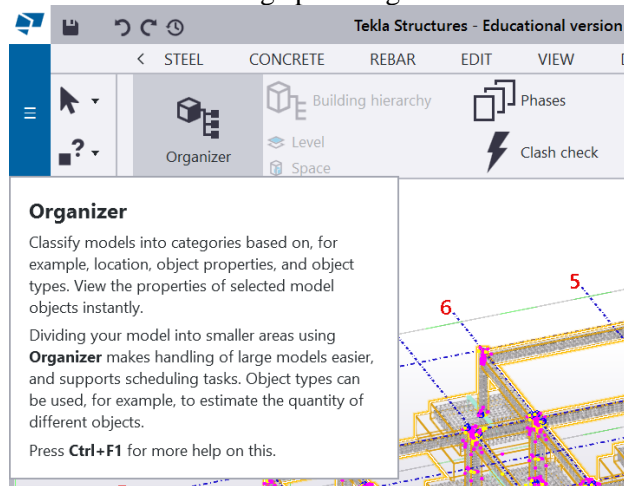 Tekla Structures - Educational version
< STEEL CONCRETE REBAR EDIT VIEW
Building hierarchy
Phases
Organizer
Level
Clash check
Space
Organizer
Classify models into categories based on, for
example, location, object properties, and object
types. View the properties of selected model
objects instantly.
Dividing your model into smaller areas using
Organizer makes handling of large models easier,
and supports scheduling tasks. Object types can
be used, for example, to estimate the quantity of
different objects.
Press Ctrl+F1 for more help on this.
5
6